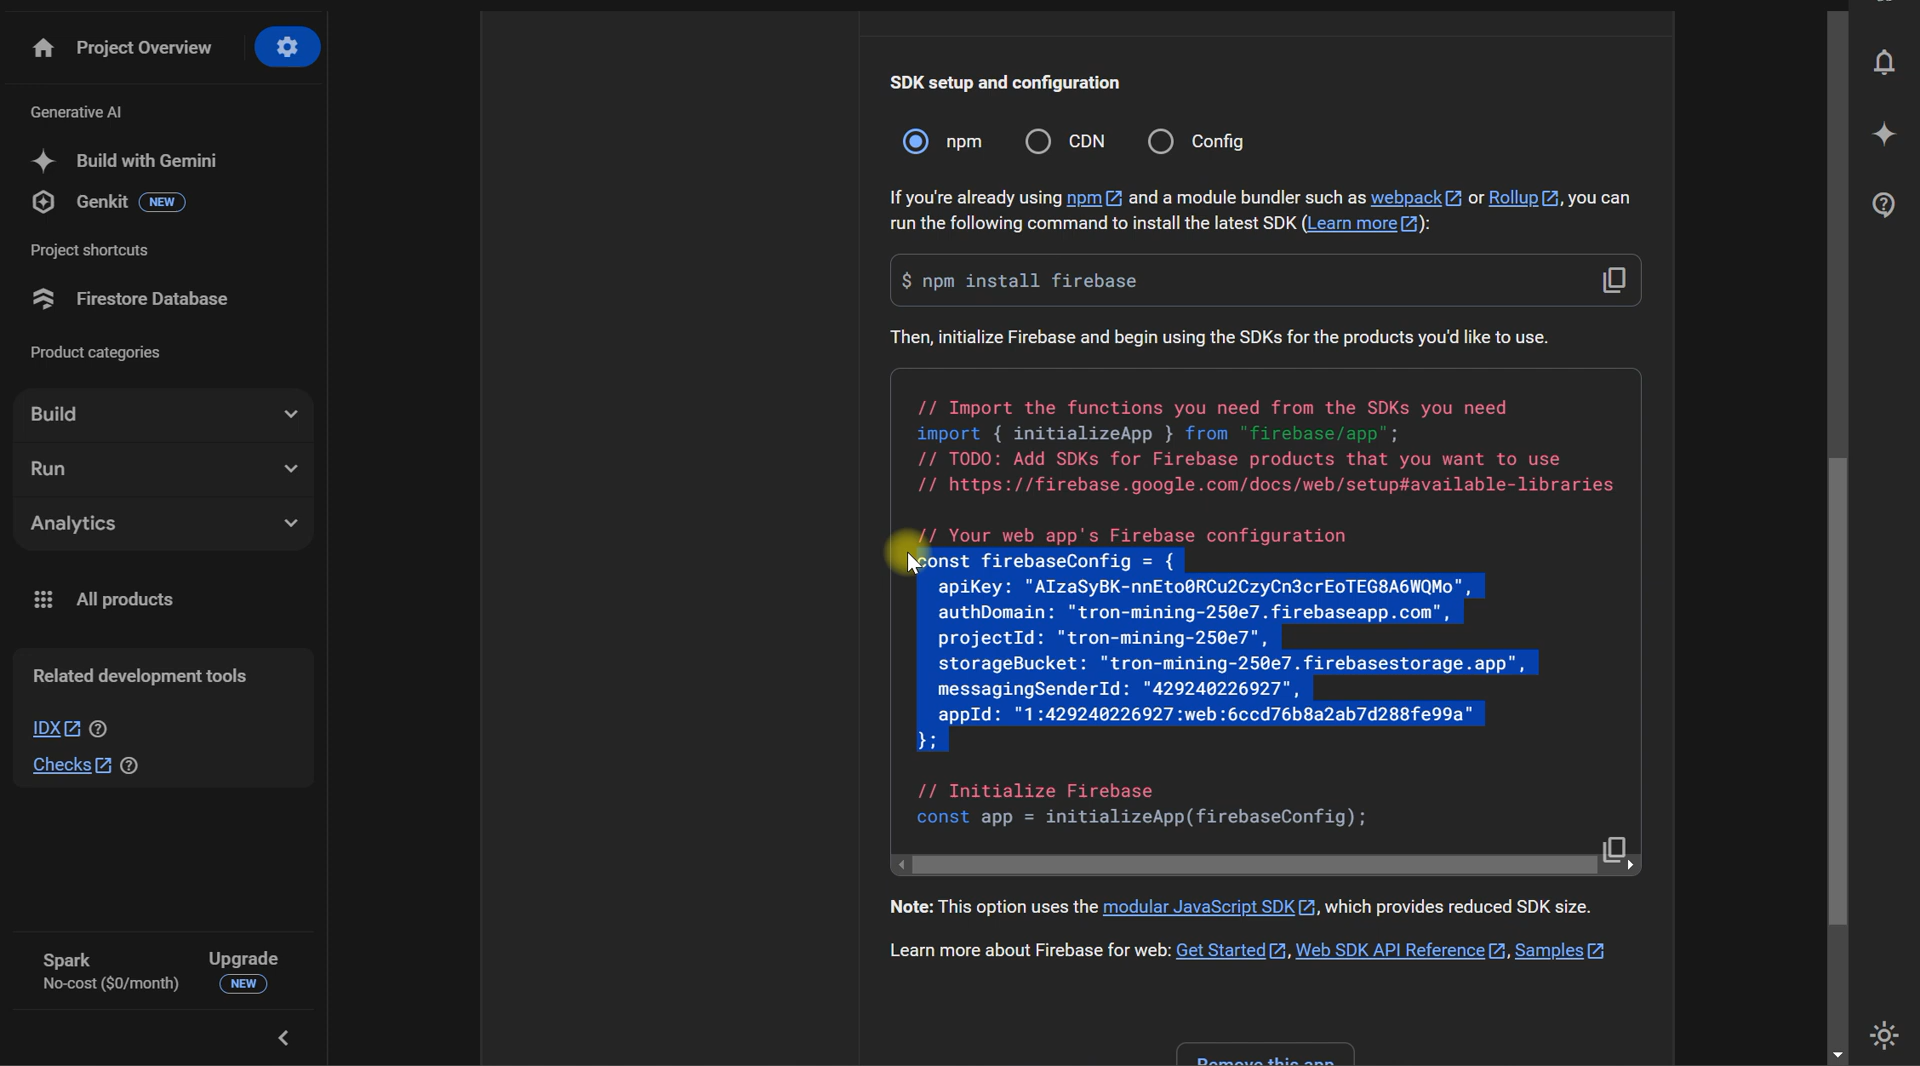 Project Overview
Generative AI
Build with Gemini
Genkit NEW
Project shortcuts
Firestore Database
Product categories
Build
Run
Analytics
All products
Related development tools
IDX
Checks
Spark
No-cost ($0/month)
Upgrade
NEW
SDK setup and configuration
npm CDN Config
If you're already using npm and a module bundler such as webpack or Rollup, you can
run the following command to install the latest SDK (Learn more):
$ npm install firebase
Then, initialize Firebase and begin using the SDKs for the products you'd like to use.
// Import the functions you need from the SDKs you need
import { initializeApp } from "firebase/app";
// TODO: Add SDKs for Firebase products that you want to use
// https://firebase.google.com/docs/web/setup#available-libraries
// Your web app's Firebase configuration
const firebaseConfig = {
apiKey: "AIzaSyBK-nnEto0RCu2CzyCn3crEoTEG8A6WQMo",
authDomain: "tron-mining-250e7.firebaseapp.com",
projectId: "tron-mining-250e7",
storageBucket: "tron-mining-250e7.firebasestorage.app",
messagingSenderId: "429240226927",
appId: "1:429240226927:web:6ccd76b8a2ab7d288fe99a"
};
// Initialize Firebase
const app = initializeApp(firebaseConfig);
Note: This option uses the modular JavaScript SDK, which provides reduced SDK size.
Learn more about Firebase for web: Get Started, Web SDK API Reference, Samples
Remove this app